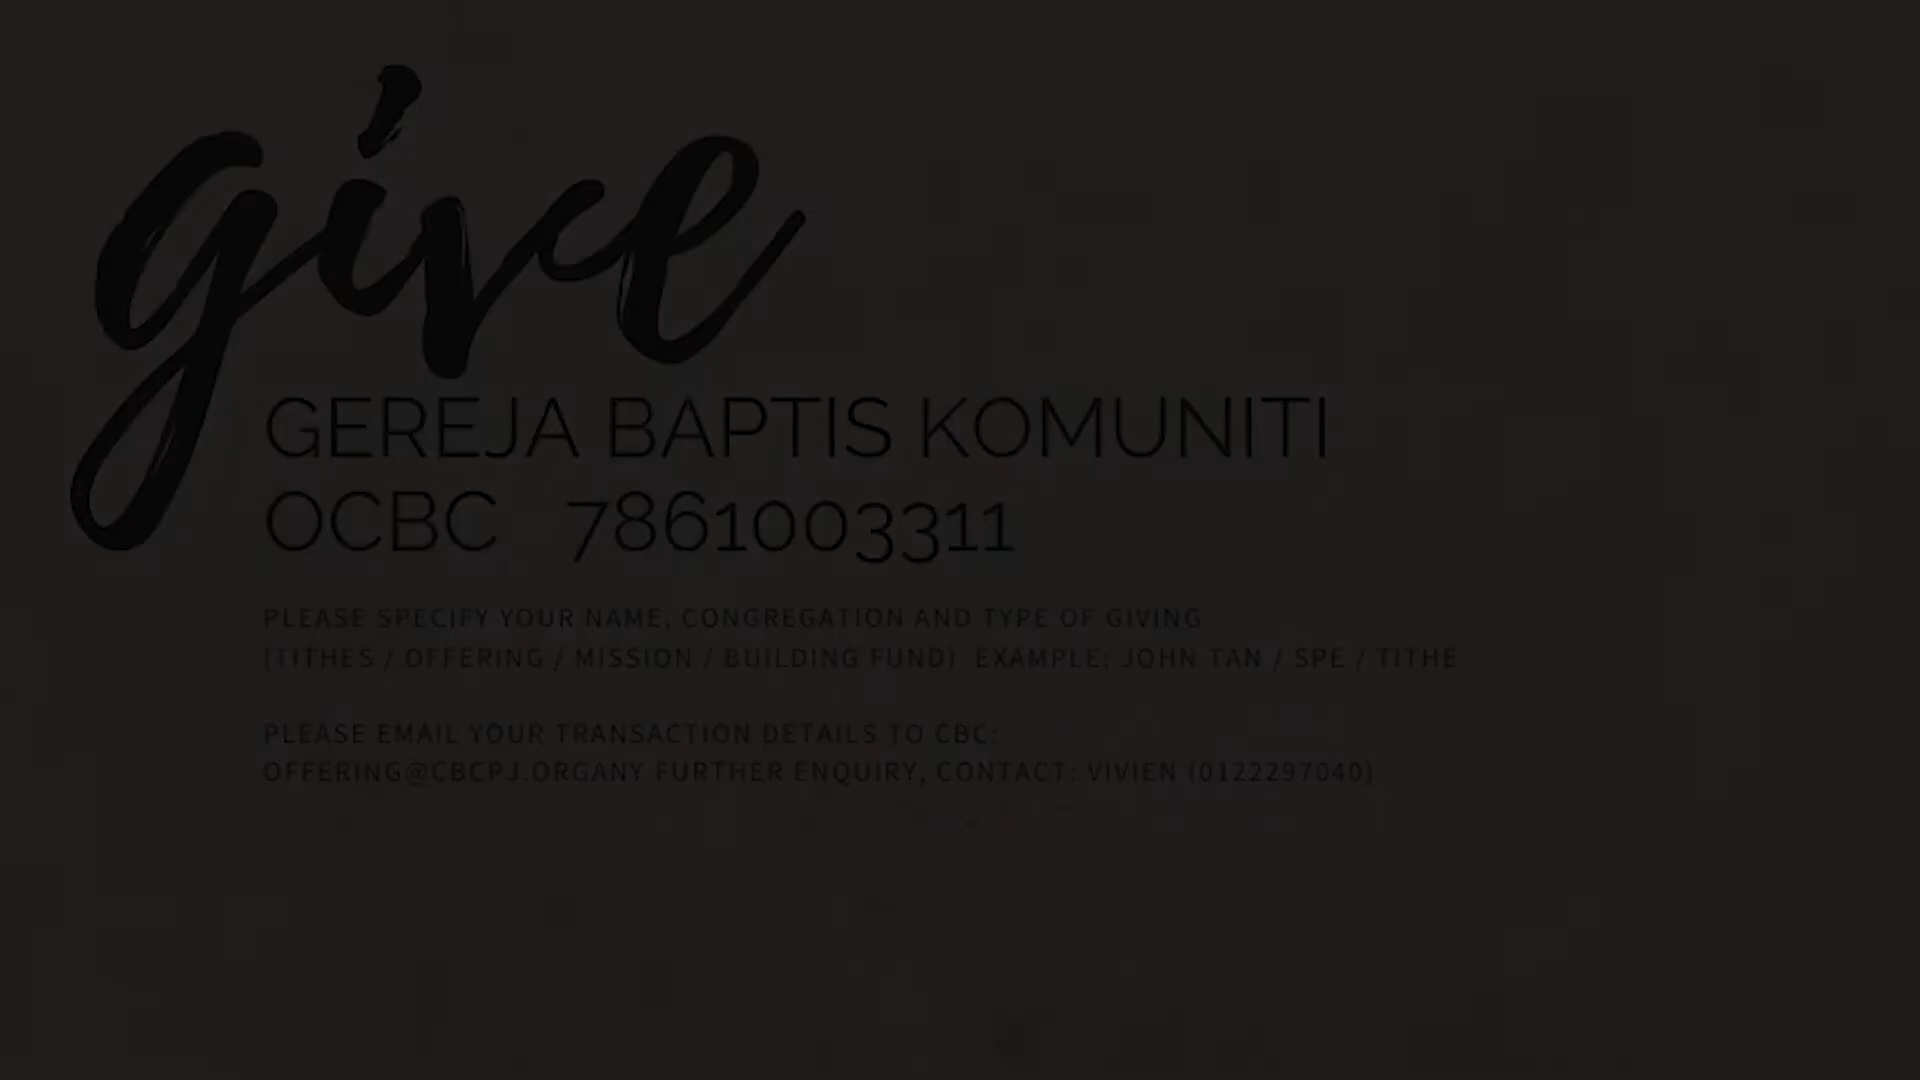 give
GEREJA BAPTIS KOMUNITI
OCBC 7861003311
PLEASE SPECIFY YOUR NAME, CONGREGATION AND TYPE OF GIVING
(TITHES / OFFERING / MISSION / BUILDING FUND) EXAMPLE: JOHN TAN / SPE / TITHE
PLEASE EMAIL YOUR TRANSACTION DETAILS TO CBC:
OFFERING@CBCPJ.ORGANY FURTHER ENQUIRY, CONTACT: VIVIEN (0122297040)